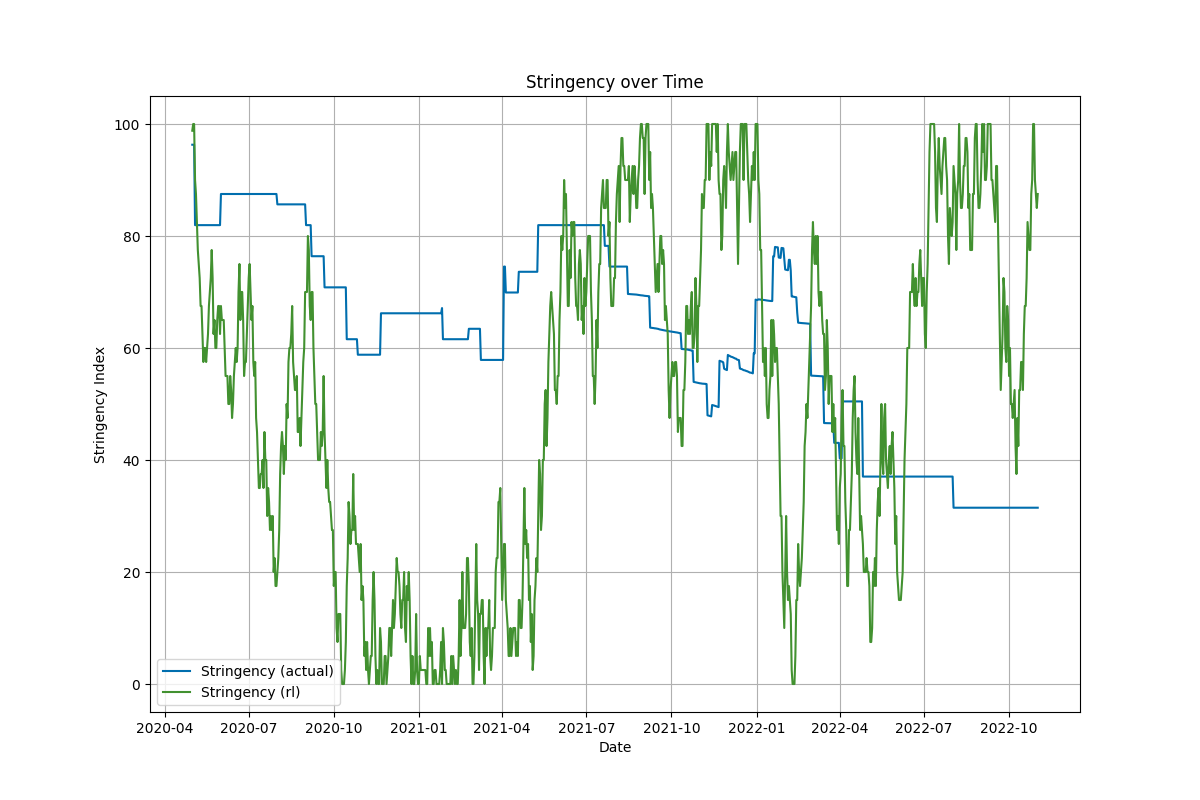 Stringency over Time
Stringency Index
100
80
60
40
20
0
Stringency (actual)
Stringency (rl)
2020-04 2020-07 2020-10 2021-01 2021-04 2021-07 2021-10 2022-01 2022-04 2022-07 2022-10
Date